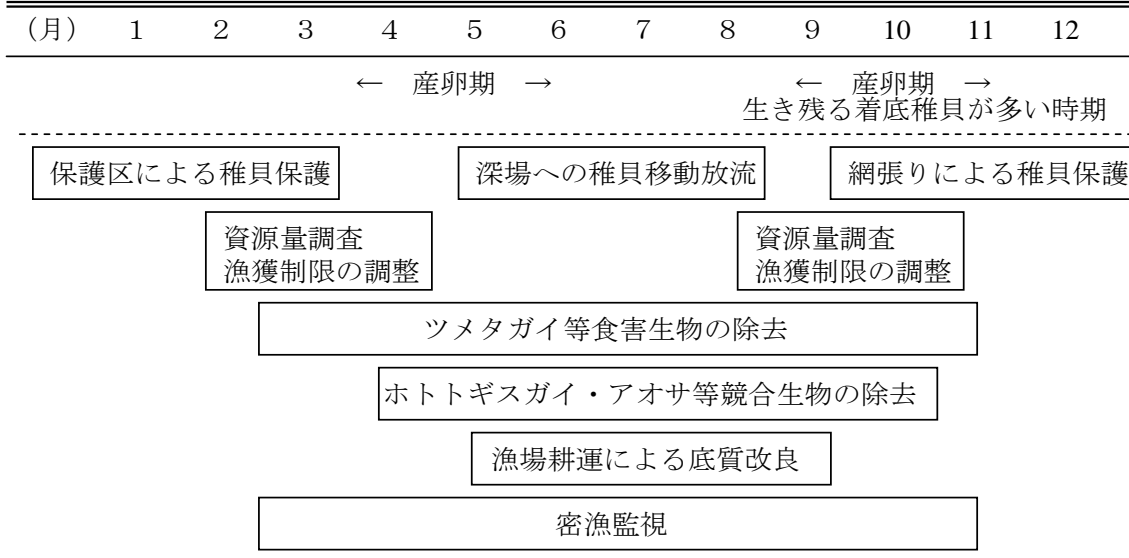 （月） １ ２ ３ ４ ５ ６ ７ ８ ９ 10 11 12
← 産卵期 → ← 産卵期 →
生き残る着底稚貝が多い時期
保護区による稚貝保護 深場への稚貝移動放流 網張りによる稚貝保護
資源量調査 資源量調査
漁獲制限の調整 漁獲制限の調整
ツメタガイ等食害生物の除去
ホトトギスガイ・アオサ等競合生物の除去
漁場耕運による底質改良
密漁監視